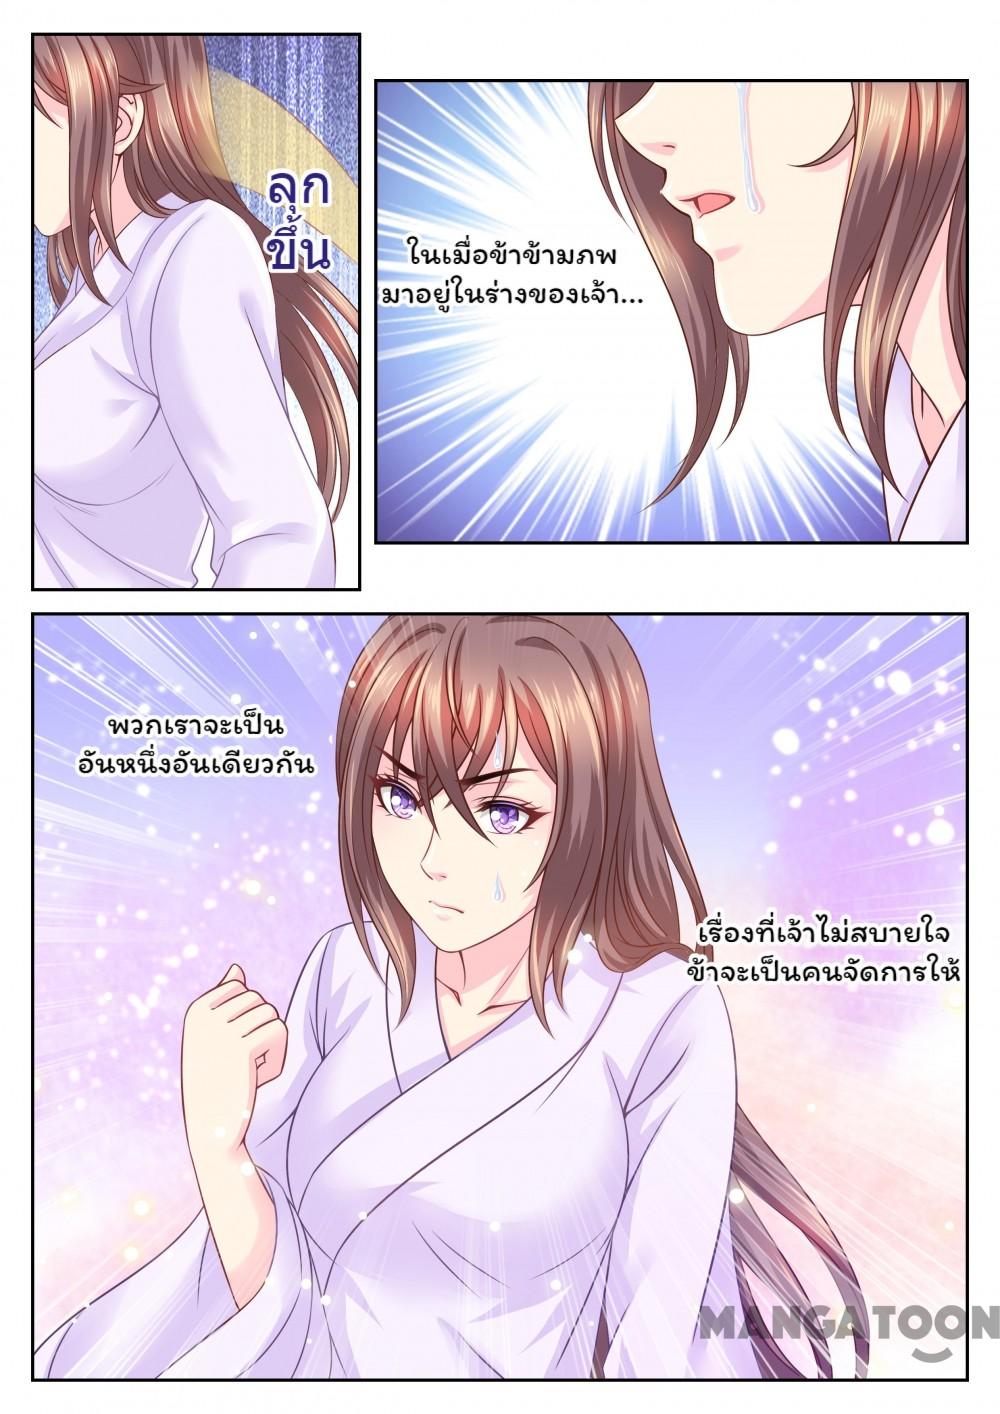 ลุก
ขึ้น
ในเมื่อข้าข้ามภพ
มาอยู่ในร่างของเจ้า...
พวกเราจะเป็น
อันหนึ่งอันเดียวกัน
เรื่องที่เจ้าไม่สบายใจ
ข้าจะเป็นคนจัดการให้
MANGATOON